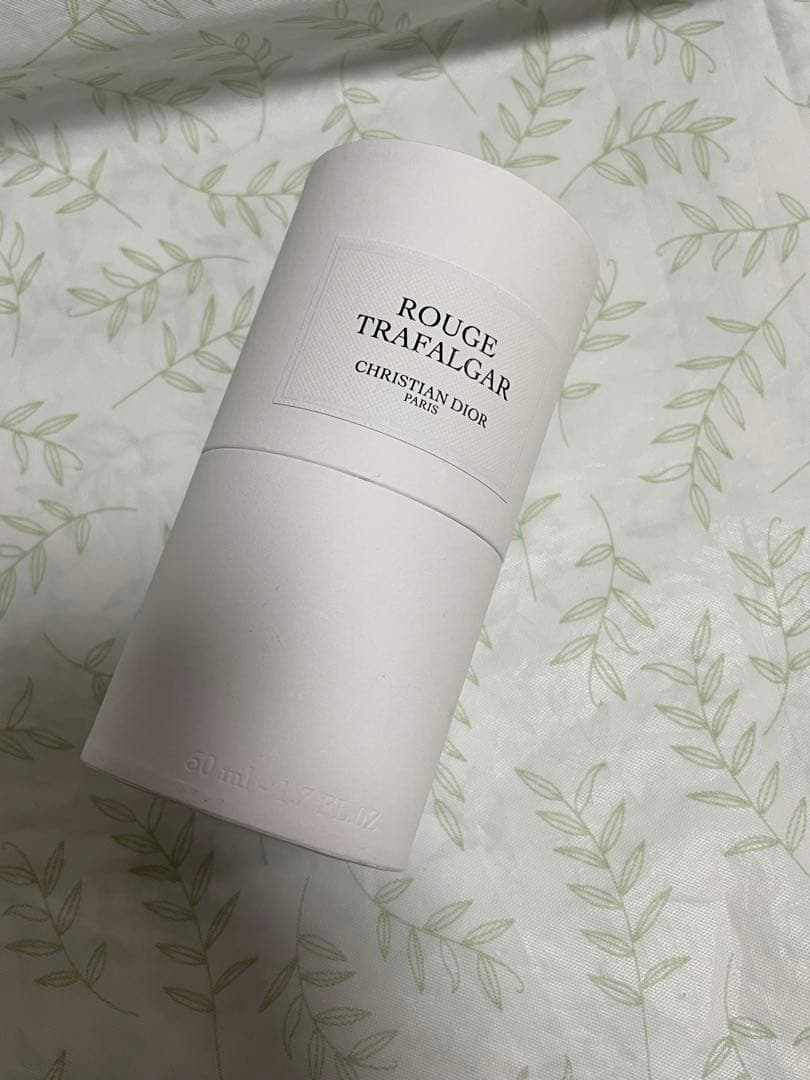 ROUGE
TRAFALGAR
CHRISTIAN DIOR
PARIS
50 ml - 1.7 FL.OZ